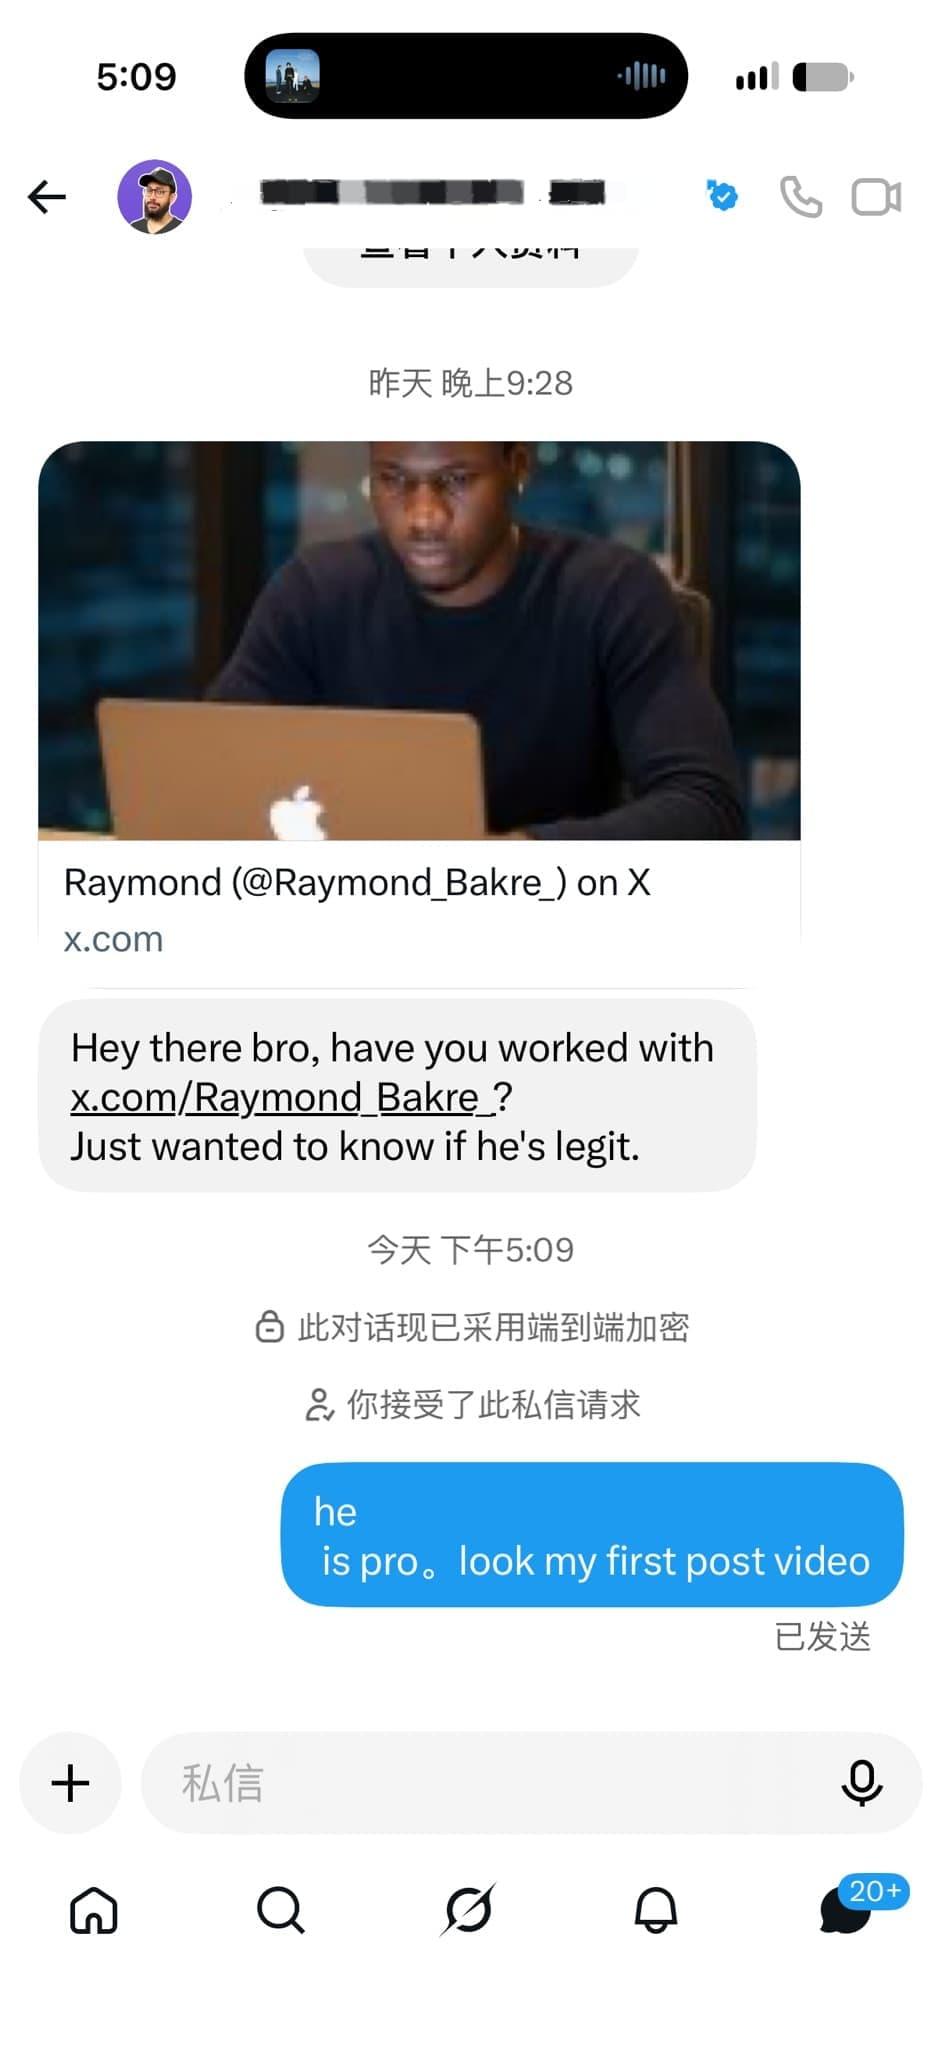 5:09
昨天 晚上9:28
Raymond (@Raymond_Bakre_) on X
x.com
Hey there bro, have you worked with
x.com/Raymond_Bakre_?
Just wanted to know if he's legit.
今天 下午5:09
此对话现已采用端到端加密
你接受了此私信请求
he
is pro。look my first post video
已发送
私信
20+